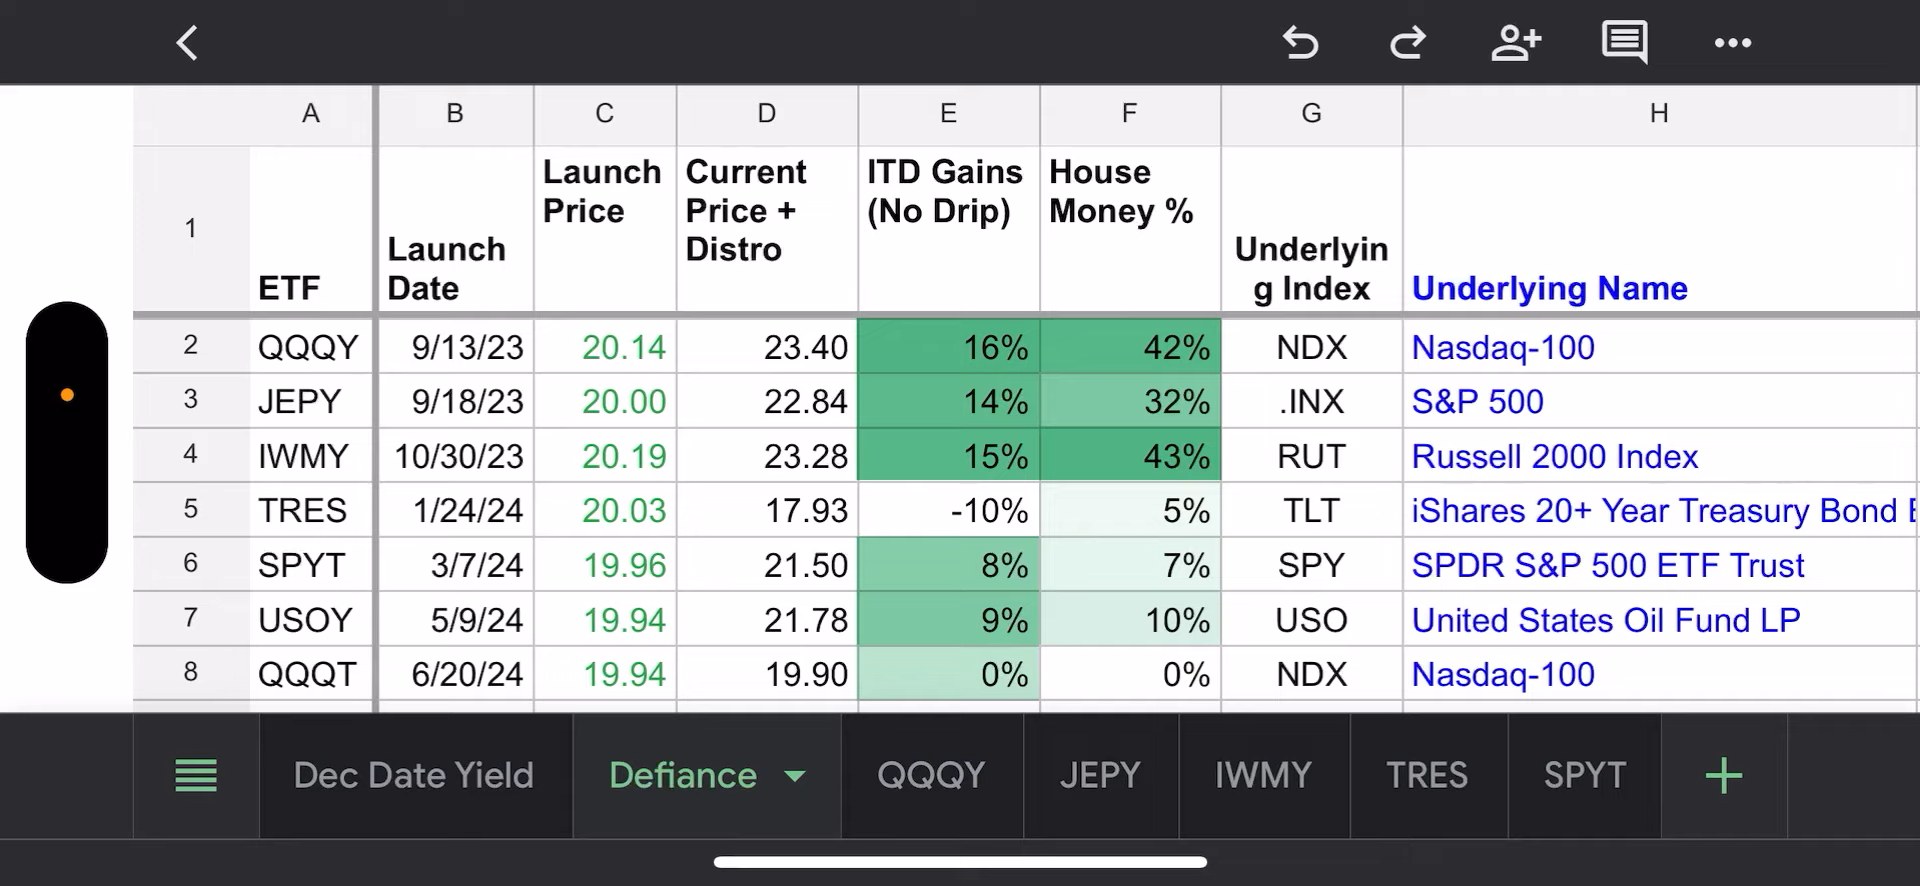 A B C D E F G H
1 ETF Launch Date Launch Price Current Price + Distro ITD Gains (No Drip) House Money % Underlying Index Underlying Name
2 QQQY 9/13/23 20.14 23.40 16% 42% NDX Nasdaq-100
3 JEPY 9/18/23 20.00 22.84 14% 32% .INX S&P 500
4 IWMY 10/30/23 20.19 23.28 15% 43% RUT Russell 2000 Index
5 TRES 1/24/24 20.03 17.93 -10% 5% TLT iShares 20+ Year Treasury Bond
6 SPYT 3/7/24 19.96 21.50 8% 7% SPY SPDR S&P 500 ETF Trust
7 USOY 5/9/24 19.94 21.78 9% 10% USO United States Oil Fund LP
8 QQQT 6/20/24 19.94 19.90 0% 0% NDX Nasdaq-100
Dec Date Yield Defiance QQQY JEPY IWMY TRES SPYT